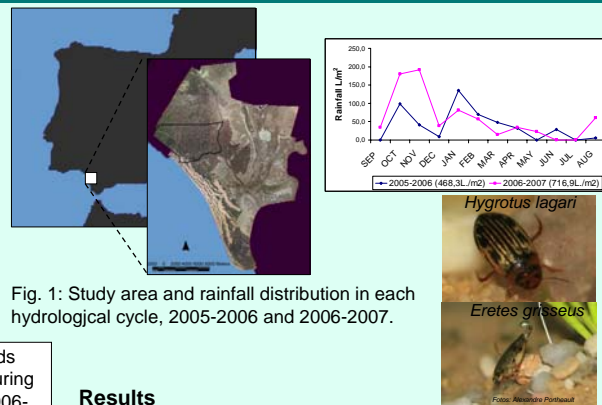 250,0
200,0
150,0
100,0
50,0
0,0
Rainfall L/m²
SEP OCT NOV DEC JAN FEB MAR APR MAY JUN JUL AUG
2005-2006 (468,3L./m2) 2006-2007 (716,9L./m2)
Hygrotus lagari
Eretes grisseus
Fotos: Alexandre Portheault
Fig. 1: Study area and rainfall distribution in each
hydrologjcal cycle, 2005-2006 and 2006-2007.
ds
uring
006-
Results